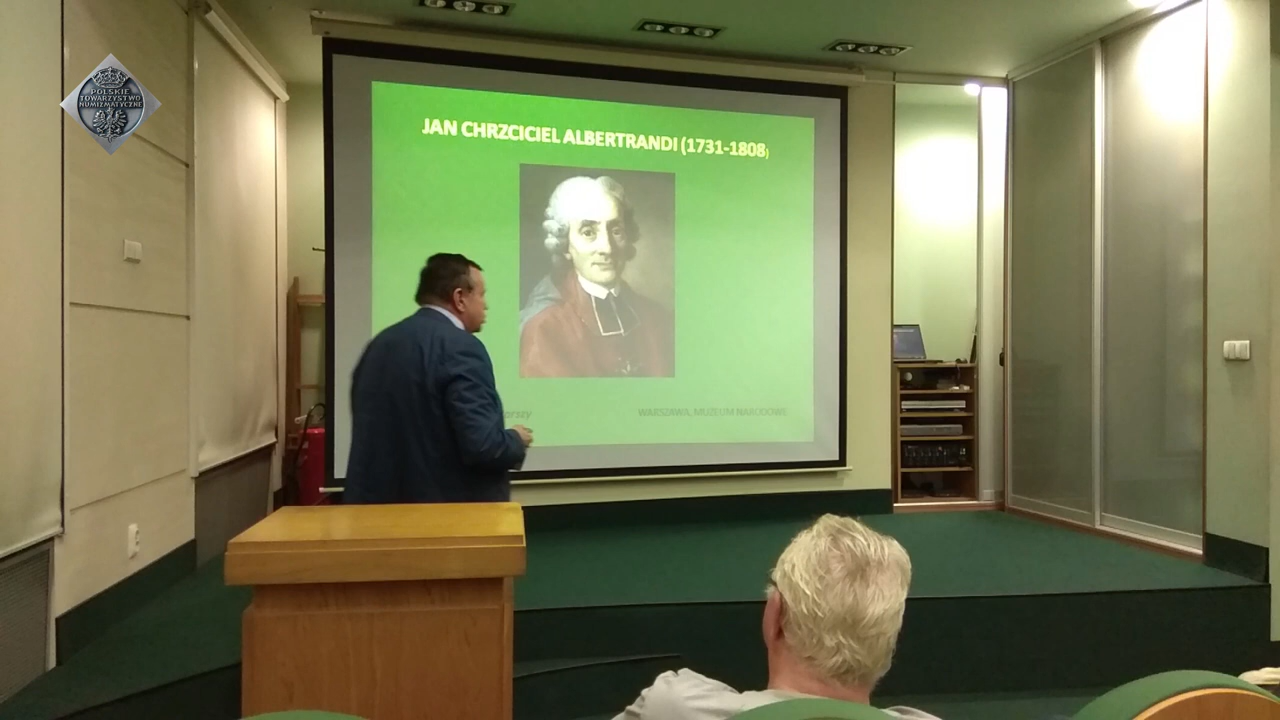 POLSKIE
TOWARZYSTWO
NUMIZMATYCZNE
JAN CHRZCICIEL ALBERTRANDI (1731-1808)
WARSZAWA, MUZEUM NARODOWE